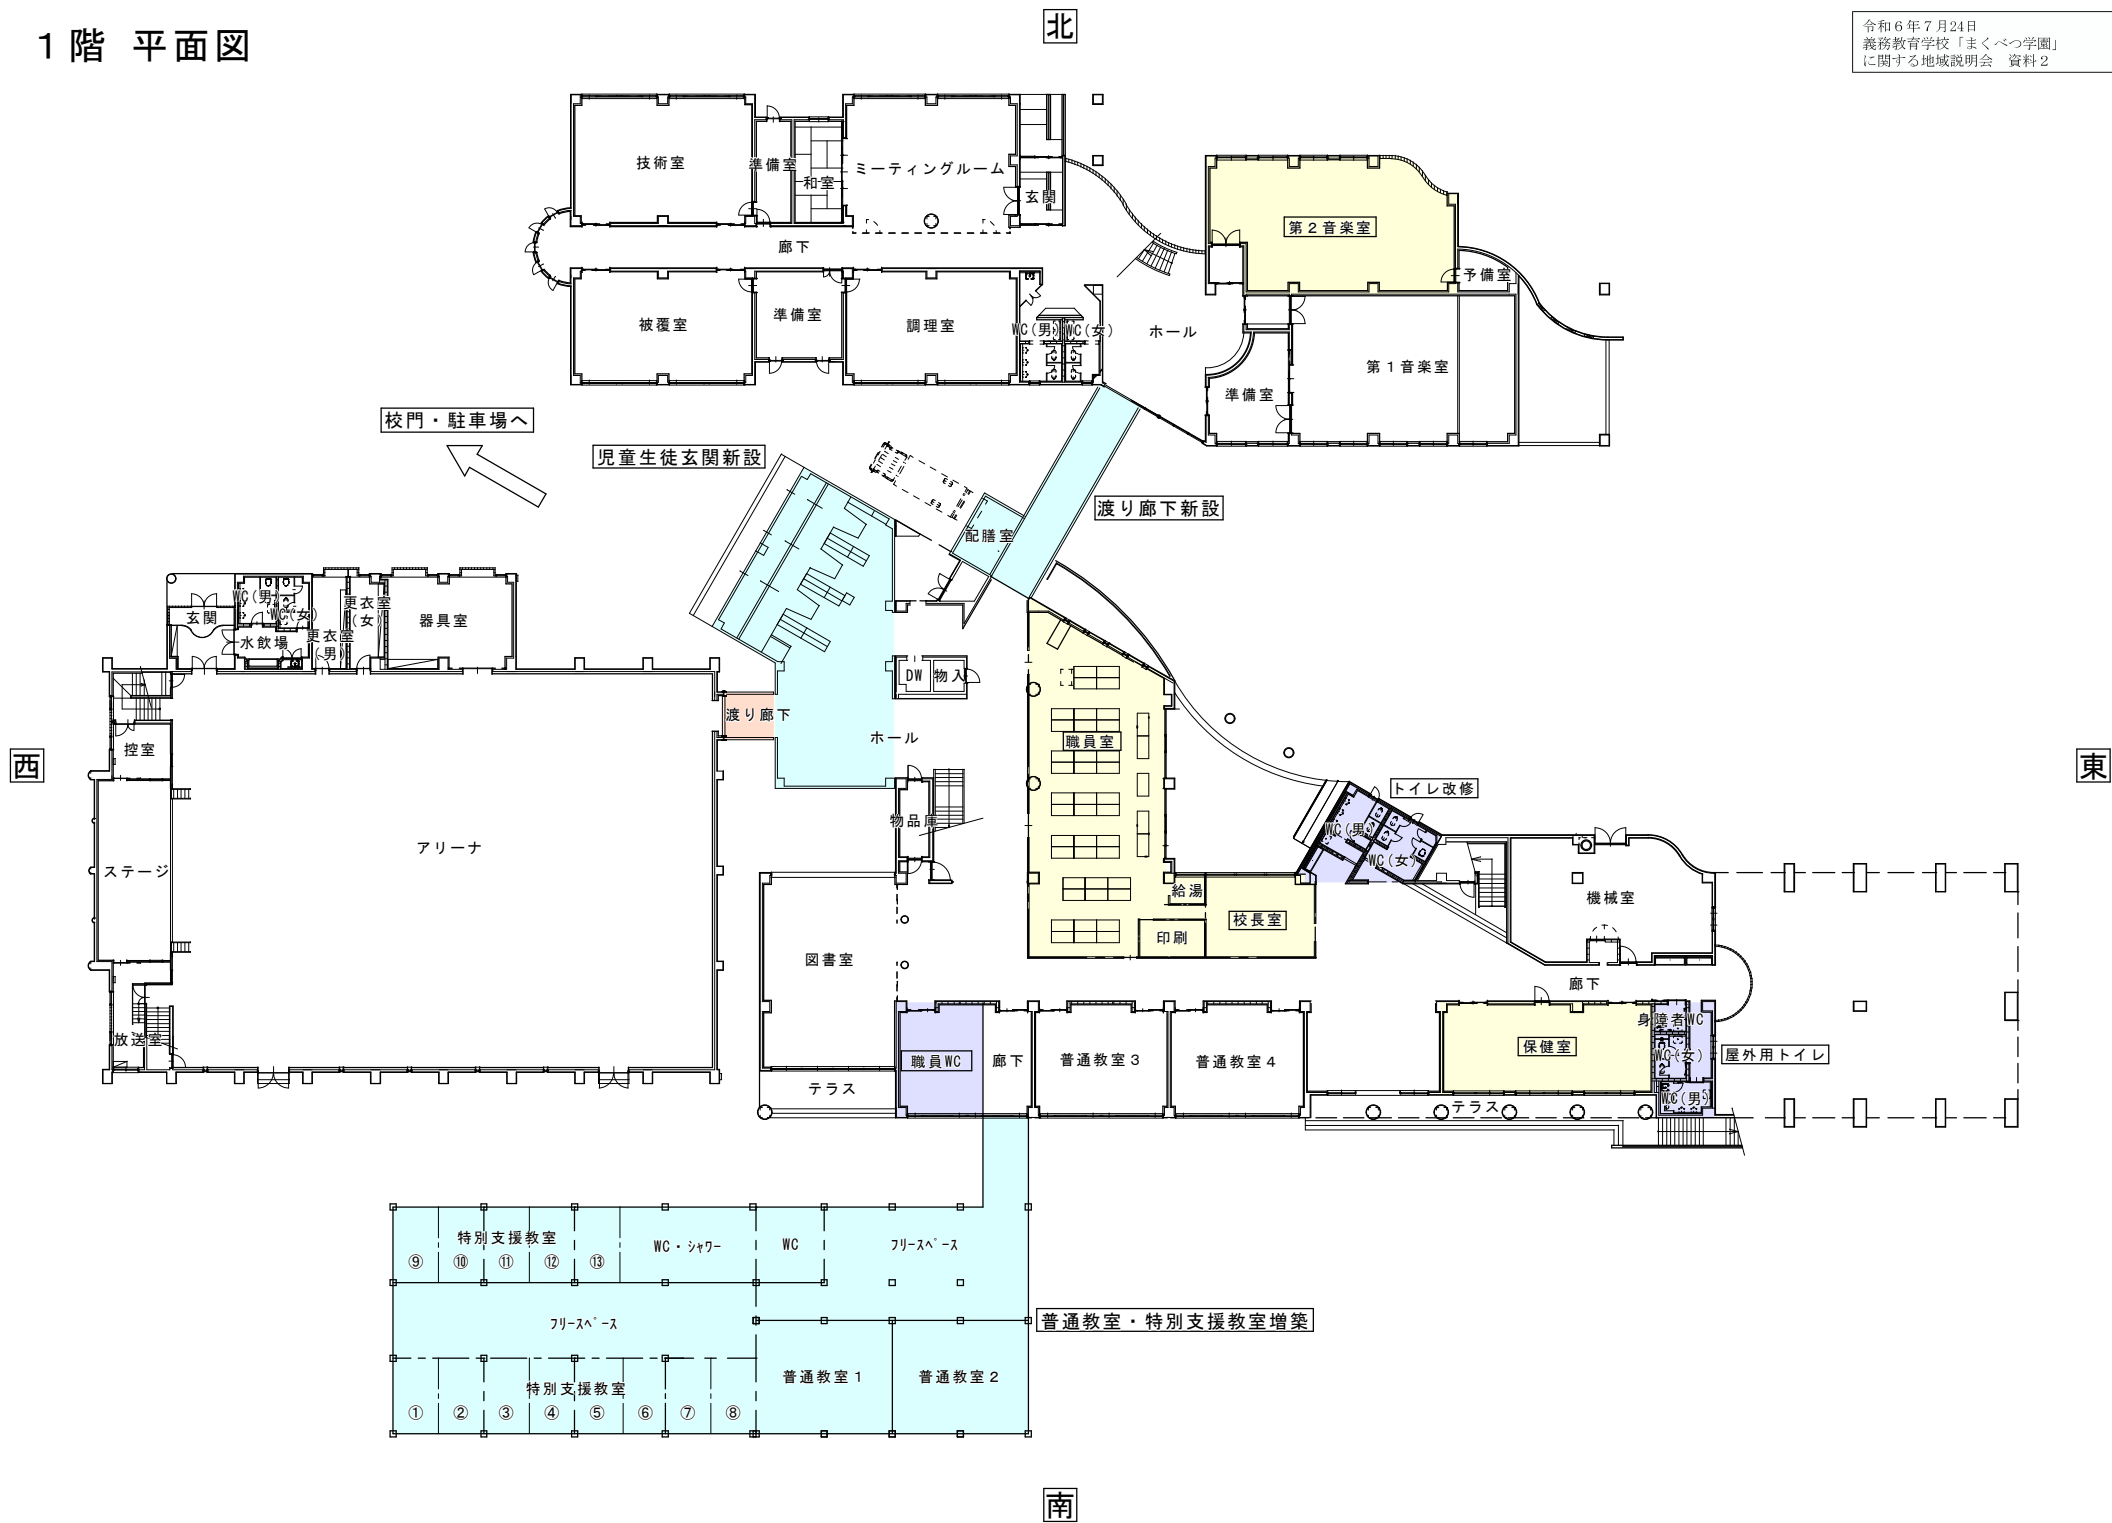 1階 平面図
北
令和6年7月24日
義務教育学校「まくべつ学園」
に関する地域説明会 資料2
技術室
準備室
和室
ミーティングルーム
玄関
第2音楽室
廊下
予備室
被覆室
準備室
調理室
WC(男)
WC(女)
ホール
第1音楽室
準備室
校門・駐車場へ
児童生徒玄関新設
渡り廊下新設
配膳室
玄関
WC(男)
WC(女)
水飲場
更衣室
(男)
更衣室
(女)
器具室
DW
物入
渡り廊下
ホール
職員室
控室
西
東
トイレ改修
物品庫
WC(男)
WC(女)
アリーナ
ステージ
給湯
校長室
印刷
機械室
図書室
廊下
放送室
身障者WC
職員WC
廊下
普通教室3
普通教室4
保健室
WC(女)
屋外用トイレ
テラス
WC(男)
テラス
特別支援教室
⑨
⑩
⑪
⑫
⑬
WC・シャワー
WC
フリースペース
フリースペース
普通教室・特別支援教室増築
普通教室1
普通教室2
特別支援教室
①
②
③
④
⑤
⑥
⑦
⑧
南